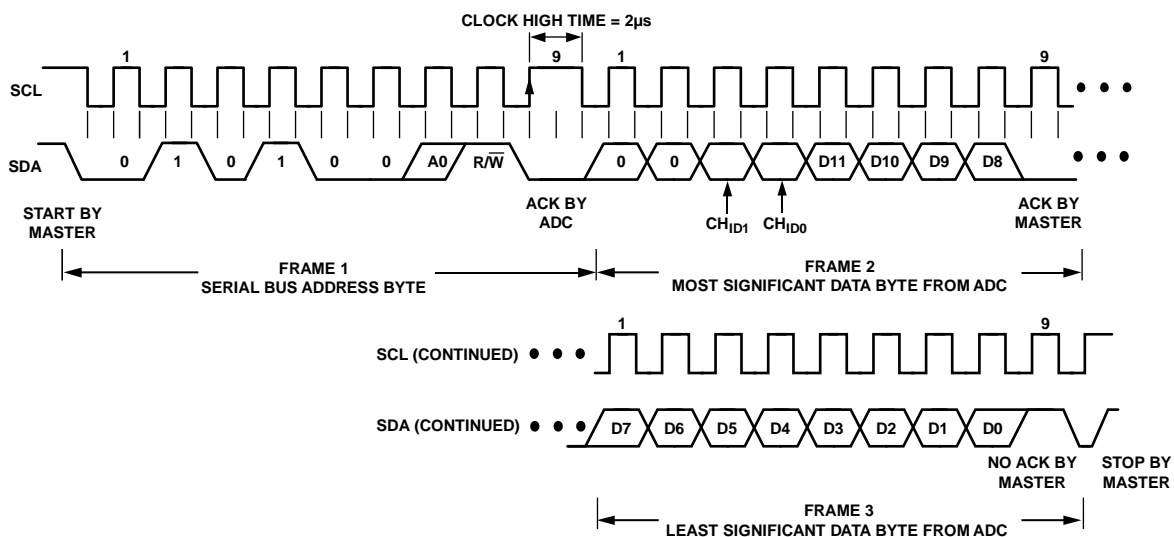 CLOCK HIGH TIME = 2µs
1 9 1 9
SCL
SDA 0 1 0 1 0 0 A0 R/W̅ 0 0 D11 D10 D9 D8
START BY MASTER
ACK BY ADC
CH_ID1 CH_ID0
ACK BY MASTER
FRAME 1
SERIAL BUS ADDRESS BYTE
FRAME 2
MOST SIGNIFICANT DATA BYTE FROM ADC
1 9
SCL (CONTINUED)
SDA (CONTINUED) D7 D6 D5 D4 D3 D2 D1 D0
NO ACK BY MASTER
STOP BY MASTER
FRAME 3
LEAST SIGNIFICANT DATA BYTE FROM ADC